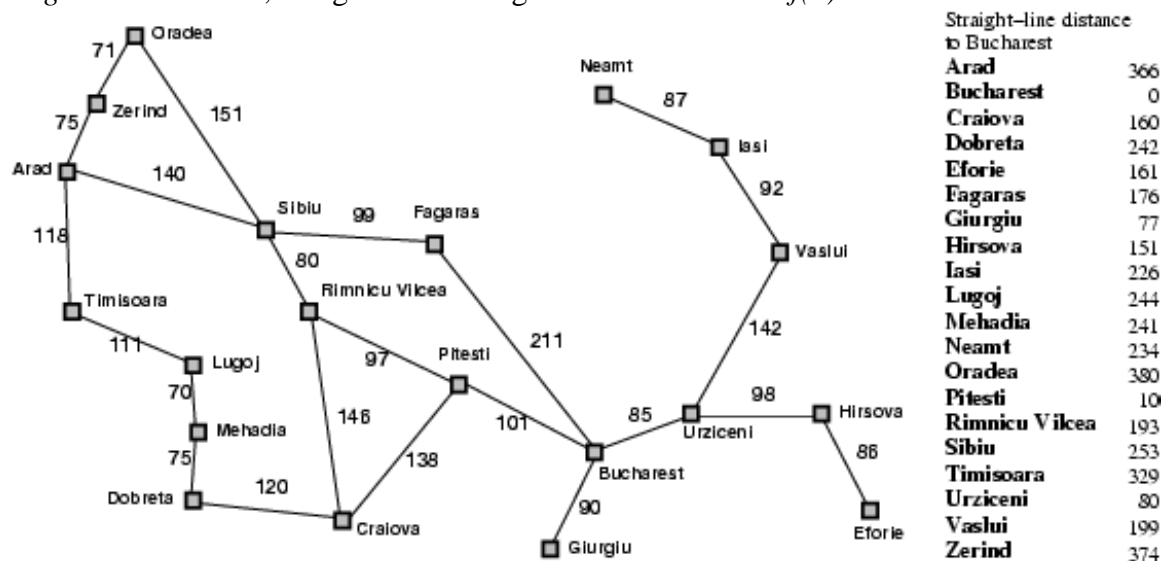 Straight–line distance
to Bucharest
Arad 366
Bucharest 0
Craiova 160
Dobreta 242
Eforie 161
Fagaras 176
Giurgiu 77
Hirsova 151
Iasi 226
Lugoj 244
Mehadia 241
Neamt 234
Oradea 380
Pitesti 10
Rimnicu Vilcea 193
Sibiu 253
Timisoara 329
Urziceni 80
Vaslui 199
Zerind 374
Oradea
71
Neamt
87
Zerind
151
75
Iasi
Arad
140
92
Sibiu
99
Fagaras
118
80
Vaslui
Rimnicu Vilcea
Timisoara
142
111
211
Lugoj
97
Pitesti
70
98
Hirsova
146
101
85
Urziceni
Mehadia
75
138
86
Bucharest
120
Dobreta
90
Craiova
Eforie
Giurgiu